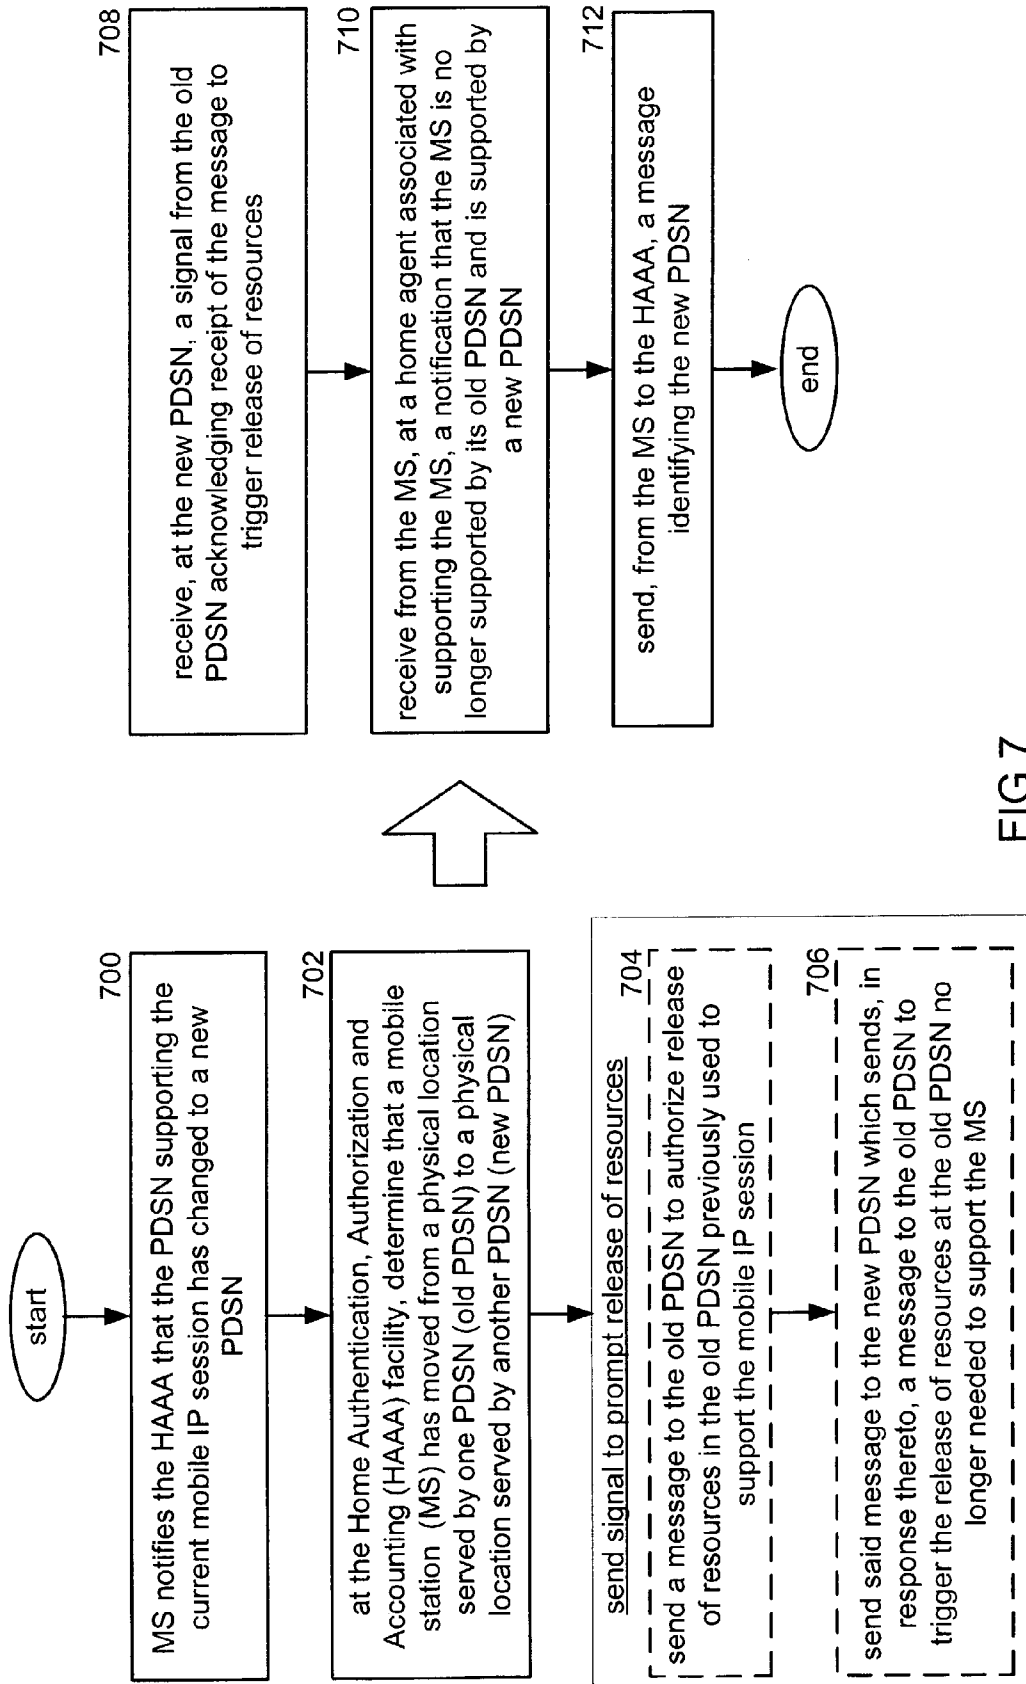 start
700
MS notifies the HAAA that the PDSN supporting the
current mobile IP session has changed to a new
PDSN
702
at the Home Authentication, Authorization and
Accounting (HAAA) facility, determine that a mobile
station (MS) has moved from a physical location
served by one PDSN (old PDSN) to a physical
location served by another PDSN (new PDSN)
send signal to prompt release of resources
704
send a message to the old PDSN to authorize release
of resources in the old PDSN previously used to
support the mobile IP session
706
send said message to the new PDSN which sends, in
response thereto, a message to the old PDSN to
trigger the release of resources at the old PDSN no
longer needed to support the MS
708
receive, at the new PDSN, a signal from the old
PDSN acknowledging receipt of the message to
trigger release of resources
710
receive from the MS, at a home agent associated with
supporting the MS, a notification that the MS is no
longer supported by its old PDSN and is supported by
a new PDSN
712
send, from the MS to the HAAA, a message
identifying the new PDSN
end
FIG 7